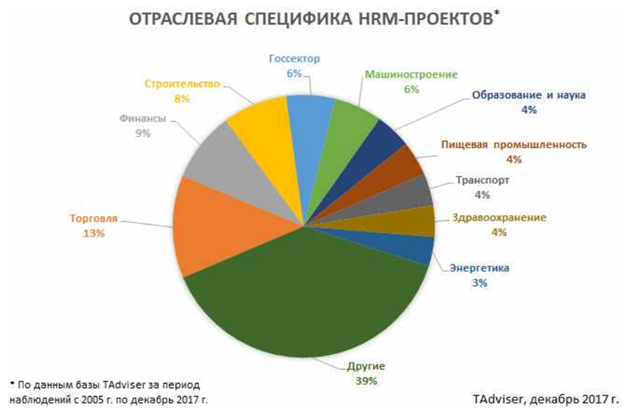 ОТРАСЛЕВАЯ СПЕЦИФИКА HRM-ПРОЕКТОВ*
Госсектор
6%
Машиностроение
6%
Образование и наука
4%
Пищевая промышленность
4%
Транспорт
4%
Здравоохранение
4%
Энергетика
3%
Другие
39%
Торговля
13%
Финансы
9%
Строительство
8%
* По данным базы TAdviser за период
наблюдений с 2005 г. по декабрь 2017 г.
TAdviser, декабрь 2017 г.